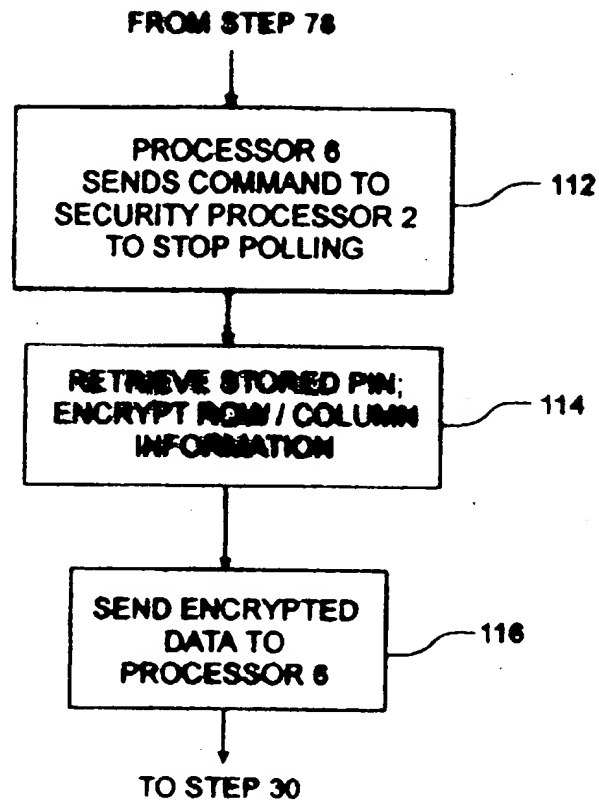 FROM STEP 78
PROCESSOR 6
SENDS COMMAND TO
SECURITY PROCESSOR 2
TO STOP POLLING
112
RETRIEVE STORED PIN;
ENCRYPT ROW / COLUMN
INFORMATION
114
SEND ENCRYPTED
DATA TO
PROCESSOR 6
116
TO STEP 30